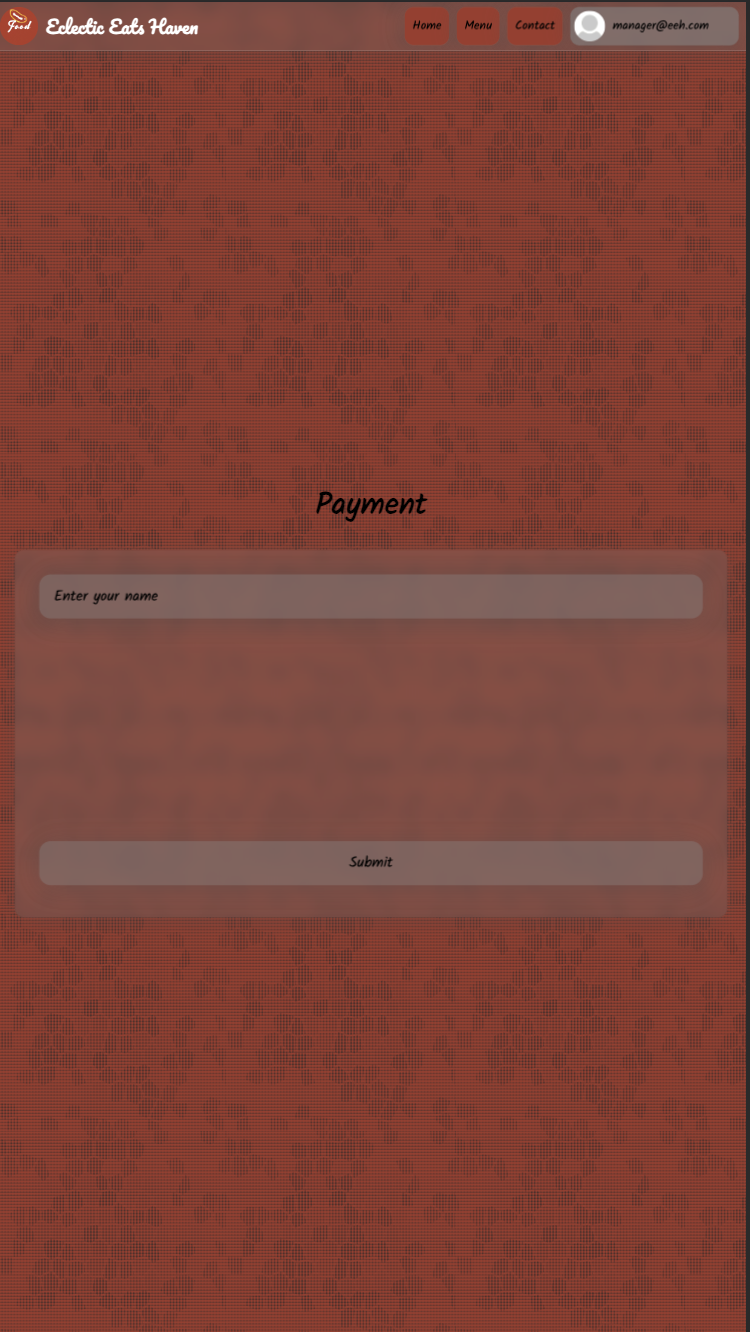 Food
Eclectic Eats Haven
Home
Menu
Contact
manager@eeh.com
Payment
Enter your name
Submit